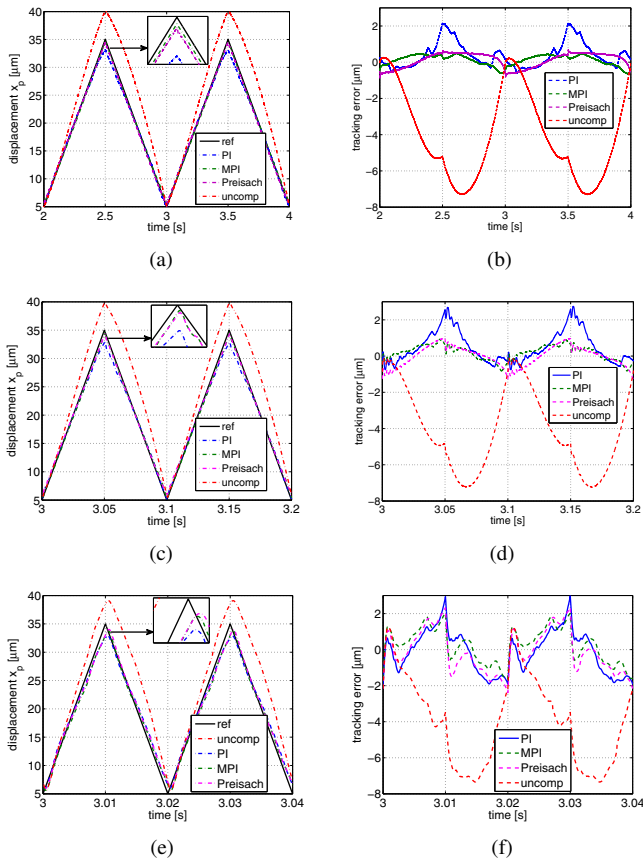 40
35
30
25
20
15
10
5
displacement x_p [µm]
2 2.5 3 3.5 4
time [s]
ref
PI
MPI
Preisach
uncomp
(a)
4
2
0
−2
−4
−6
−8
tracking error [µm]
2 2.5 3 3.5 4
time [s]
PI
MPI
Preisach
uncomp
(b)
40
35
30
25
20
15
10
5
displacement x_p [µm]
3 3.05 3.1 3.15 3.2
time [s]
ref
PI
MPI
Preisach
uncomp
(c)
4
2
0
−2
−4
−6
−8
tracking error [µm]
3 3.05 3.1 3.15 3.2
time [s]
PI
MPI
Preisach
uncomp
(d)
40
35
30
25
20
15
10
5
displacement x_p [µm]
3 3.01 3.02 3.03 3.04
time [s]
ref
uncomp
PI
MPI
Preisach
(e)
2
0
−2
−4
−6
−8
tracking error [µm]
3 3.01 3.02 3.03 3.04
time [s]
PI
MPI
Preisach
uncomp
(f)